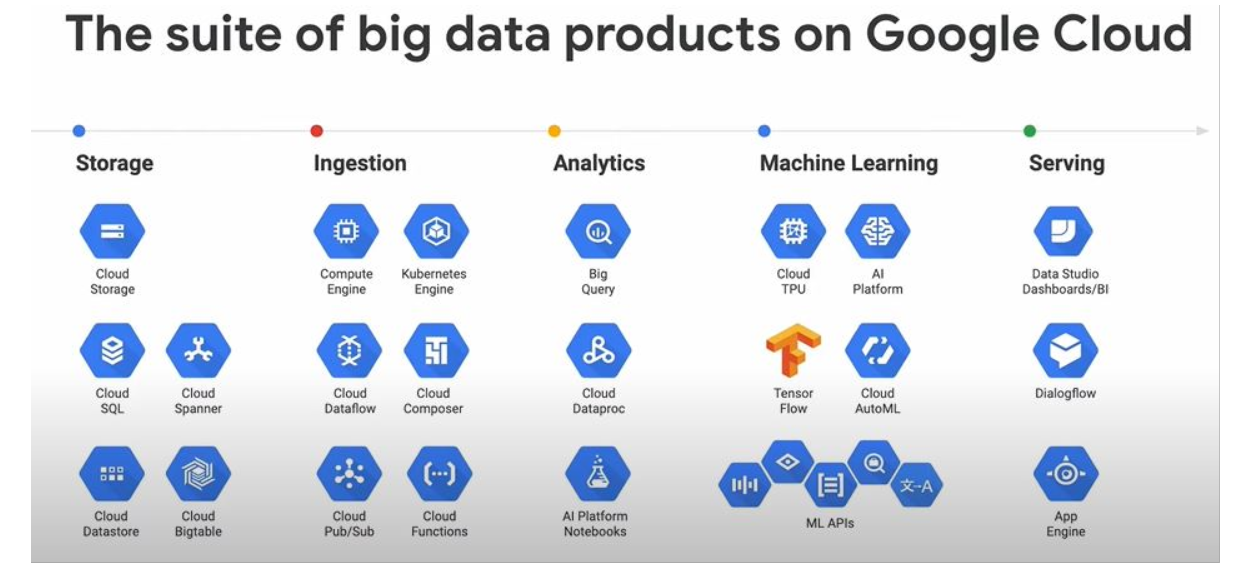 The suite of big data products on Google Cloud
Storage
Ingestion
Analytics
Machine Learning
Serving
Cloud
Storage
Compute
Engine
Kubernetes
Engine
Big
Query
Cloud
TPU
AI
Platform
Data Studio
Dashboards/BI
Cloud
SQL
Cloud
Spanner
Cloud
Dataflow
Cloud
Composer
Cloud
Dataproc
Tensor
Flow
Cloud
AutoML
Dialogflow
Cloud
Datastore
Cloud
Bigtable
Cloud
Pub/Sub
Cloud
Functions
AI Platform
Notebooks
文→A
ML APIs
App
Engine